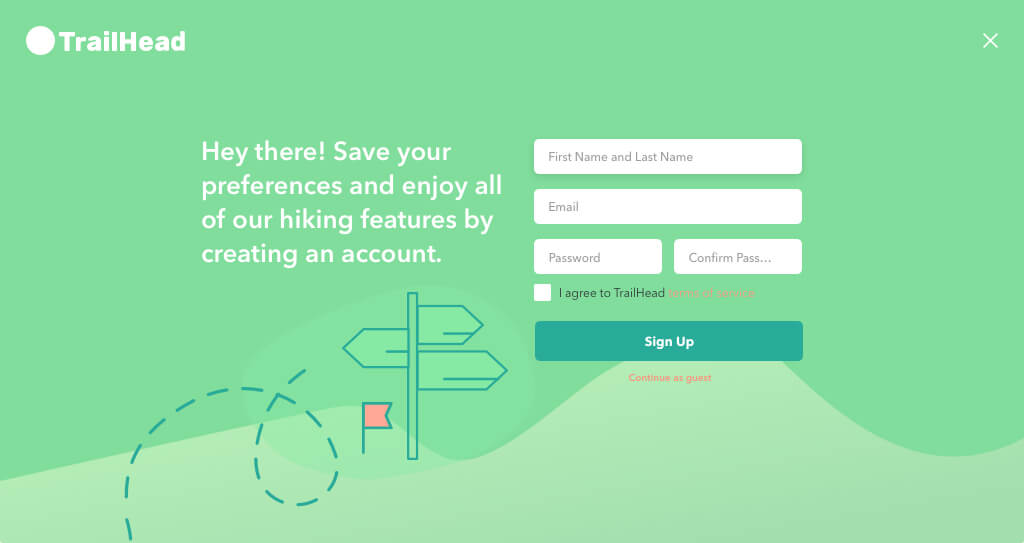 TrailHead
Hey there! Save your
preferences and enjoy all
of our hiking features by
creating an account.
First Name and Last Name
Email
Password
Confirm Pass...
I agree to TrailHead terms of service
Sign Up
Continue as guest